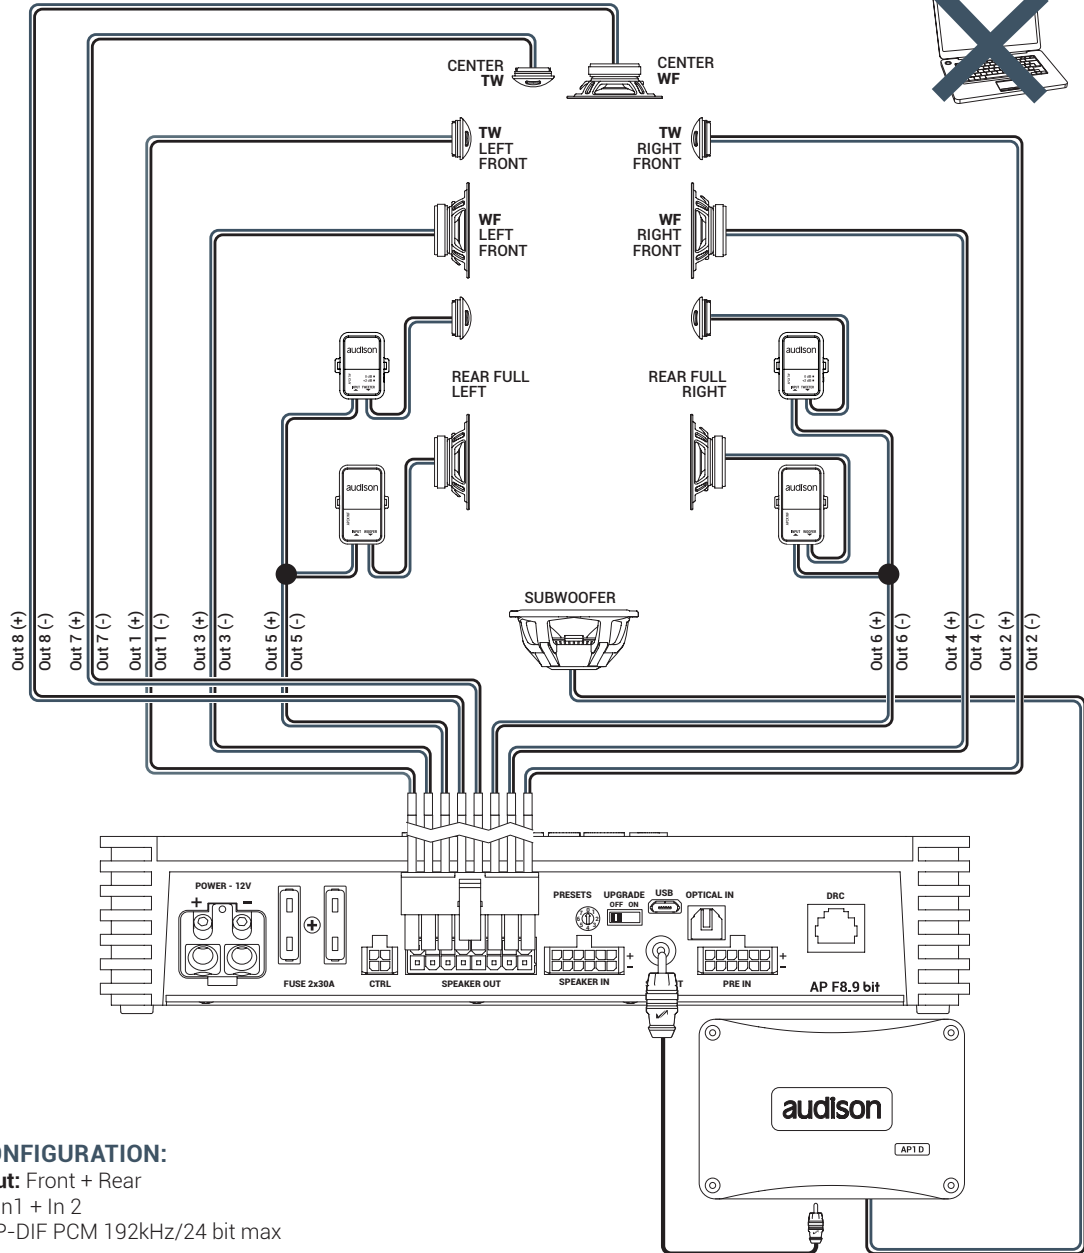 CENTER
TW
CENTER
WF
TW
LEFT
FRONT
TW
RIGHT
FRONT
WF
LEFT
FRONT
WF
RIGHT
FRONT
audison
audison
REAR FULL
LEFT
REAR FULL
RIGHT
audison
INPUT WOOFER
audison
INPUT WOOFER
SUBWOOFER
Out 8 (+)
Out 8 (-)
Out 7 (+)
Out 7 (-)
Out 1 (+)
Out 1 (-)
Out 3 (+)
Out 3 (-)
Out 5 (+)
Out 5 (-)
Out 6 (+)
Out 6 (-)
Out 4 (+)
Out 4 (-)
Out 2 (+)
Out 2 (-)
POWER - 12V
+ -
FUSE 2x30A
CTRL
SPEAKER OUT
PRESETS
UPGRADE
OFF ON
USB
OPTICAL IN
DRC
SPEAKER IN
+
-
PRE IN
+
-
AP F8.9 bit
audison
AP1 D
ONFIGURATION:
ut: Front + Rear
n1 + In 2
P-DIF PCM 192kHz/24 bit max